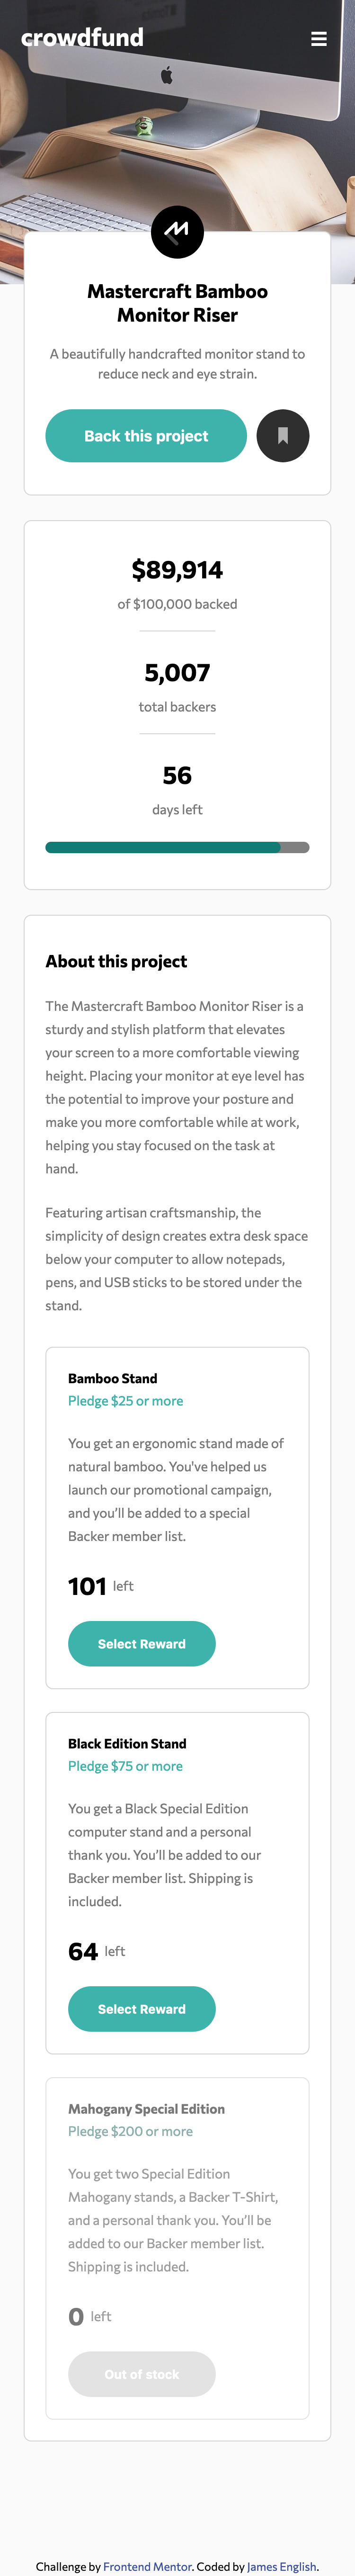 crowdfund
Mastercraft Bamboo
Monitor Riser
A beautifully handcrafted monitor stand to
reduce neck and eye strain.
Back this project
$89,914
of $100,000 backed
5,007
total backers
56
days left
About this project
The Mastercraft Bamboo Monitor Riser is a
sturdy and stylish platform that elevates
your screen to a more comfortable viewing
height. Placing your monitor at eye level has
the potential to improve your posture and
make you more comfortable while at work,
helping you stay focused on the task at
hand.
Featuring artisan craftsmanship, the
simplicity of design creates extra desk space
below your computer to allow notepads,
pens, and USB sticks to be stored under the
stand.
Bamboo Stand
Pledge $25 or more
You get an ergonomic stand made of
natural bamboo. You've helped us
launch our promotional campaign,
and you’ll be added to a special
Backer member list.
101 left
Select Reward
Black Edition Stand
Pledge $75 or more
You get a Black Special Edition
computer stand and a personal
thank you. You’ll be added to our
Backer member list. Shipping is
included.
64 left
Select Reward
Mahogany Special Edition
Pledge $200 or more
You get two Special Edition
Mahogany stands, a Backer T-Shirt,
and a personal thank you. You’ll be
added to our Backer member list.
Shipping is included.
0 left
Out of stock
Challenge by Frontend Mentor. Coded by James English.